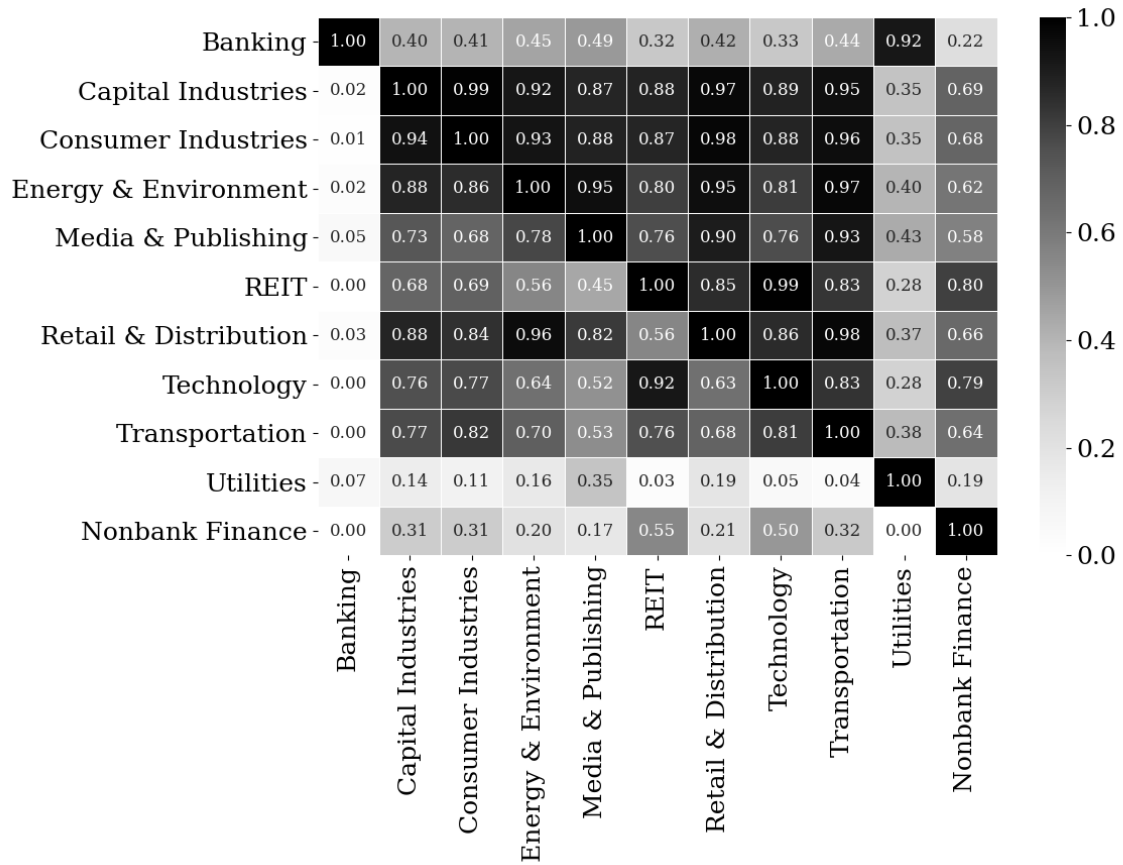 Banking 1.00 0.40 0.41 0.45 0.49 0.32 0.42 0.33 0.44 0.92 0.22
Capital Industries 0.02 1.00 0.99 0.92 0.87 0.88 0.97 0.89 0.95 0.35 0.69
Consumer Industries 0.01 0.94 1.00 0.93 0.88 0.87 0.98 0.88 0.96 0.35 0.68
Energy & Environment 0.02 0.88 0.86 1.00 0.95 0.80 0.95 0.81 0.97 0.40 0.62
Media & Publishing 0.05 0.73 0.68 0.78 1.00 0.76 0.90 0.76 0.93 0.43 0.58
REIT 0.00 0.68 0.69 0.56 0.45 1.00 0.85 0.99 0.83 0.28 0.80
Retail & Distribution 0.03 0.88 0.84 0.96 0.82 0.56 1.00 0.86 0.98 0.37 0.66
Technology 0.00 0.76 0.77 0.64 0.52 0.92 0.63 1.00 0.83 0.28 0.79
Transportation 0.00 0.77 0.82 0.70 0.53 0.76 0.68 0.81 1.00 0.38 0.64
Utilities 0.07 0.14 0.11 0.16 0.35 0.03 0.19 0.05 0.04 1.00 0.19
Nonbank Finance 0.00 0.31 0.31 0.20 0.17 0.55 0.21 0.50 0.32 0.00 1.00
Banking
Capital Industries
Consumer Industries
Energy & Environment
Media & Publishing
REIT
Retail & Distribution
Technology
Transportation
Utilities
Nonbank Finance
1.0
0.8
0.6
0.4
0.2
0.0